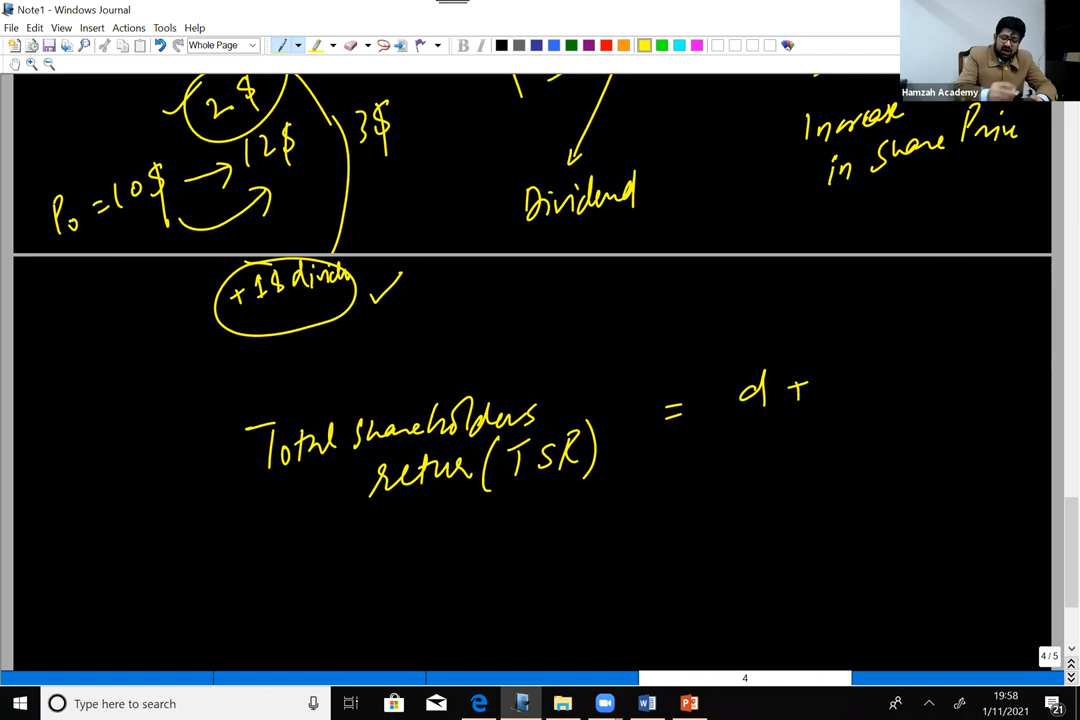 Note1 - Windows Journal
File Edit View Insert Actions Tools Help
Whole Page
B I
Hamzah Academy
2 $
12$
3$
P0 = 10$
Dividend
Increase
in Share Price
+ 1$
Total shareholders
retur (TSR)
= d +
4 / 5
4
Type here to search
19:58
1/11/2021
21